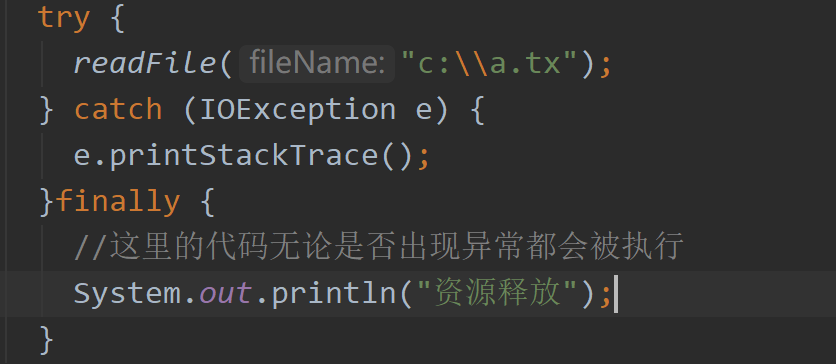 try {
readFile( fileName: "c:\\a.tx");
} catch (IOException e) {
e.printStackTrace();
}finally {
//这里的代码无论是否出现异常都会被执行
System.out.println("资源释放");
}